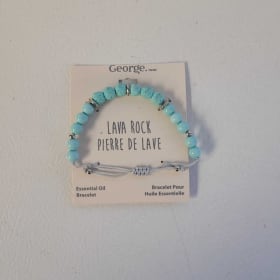 George.
LAVA ROCK
PIERRE DE LAVE
Essential Oil
Bracelet
Bracelet Pour
Huile Essentielle